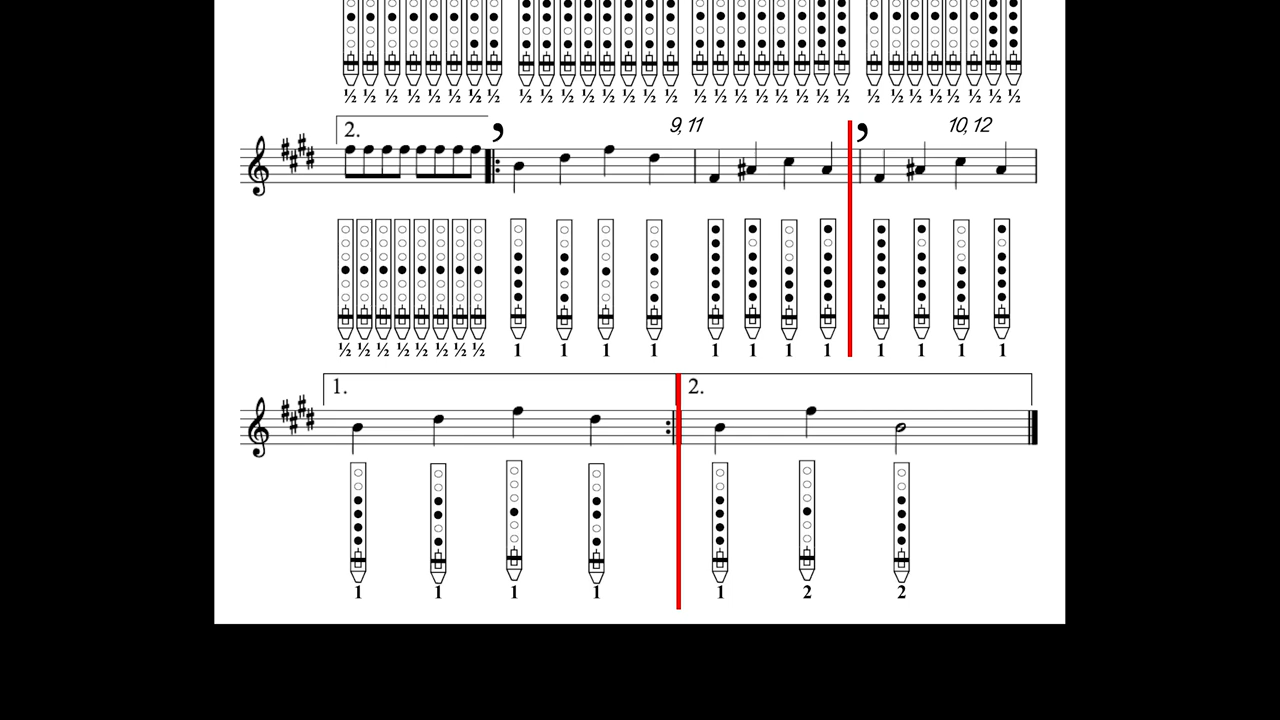 ½ ½ ½ ½ ½ ½ ½ ½ ½ ½ ½ ½ ½ ½ ½ ½ ½ ½ ½ ½ ½ ½ ½ ½ ½ ½ ½ ½ ½ ½ ½ ½
2. 9, 11 10, 12
½ ½ ½ ½ ½ ½ ½ ½ 1 1 1 1 1 1 1 1 1 1 1 1
1. 2.
1 1 1 1 1 2 2